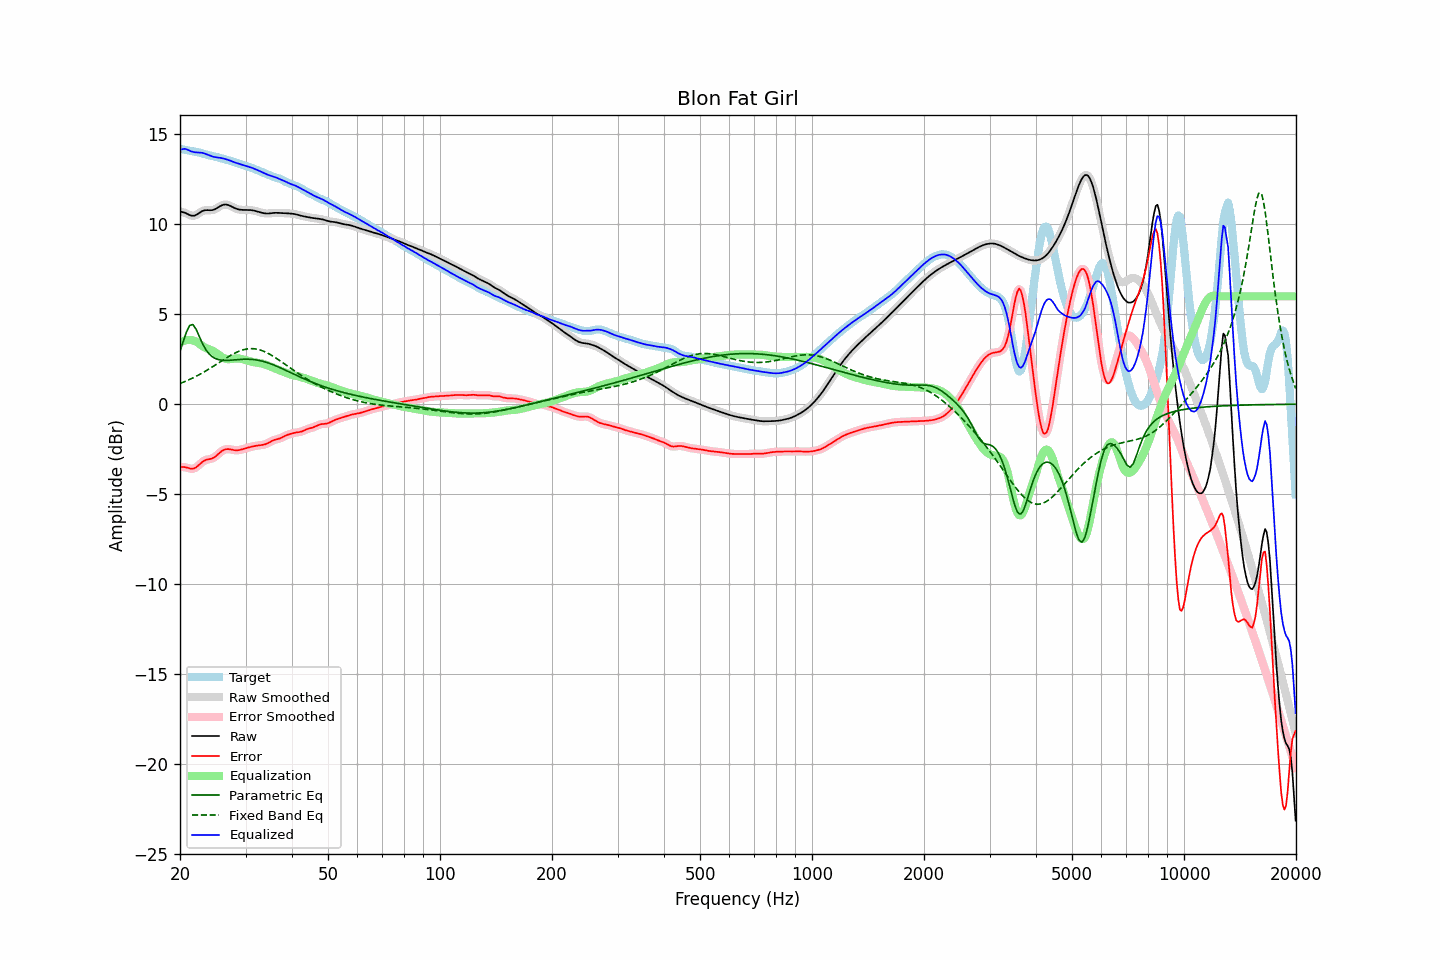 Blon Fat Girl
15
10
5
0
−5
−10
−15
−20
−25
Amplitude (dBr)
Target
Raw Smoothed
Error Smoothed
Raw
Error
Equalization
Parametric Eq
Fixed Band Eq
Equalized
20 50 100 200 500 1000 2000 5000 10000 20000
Frequency (Hz)